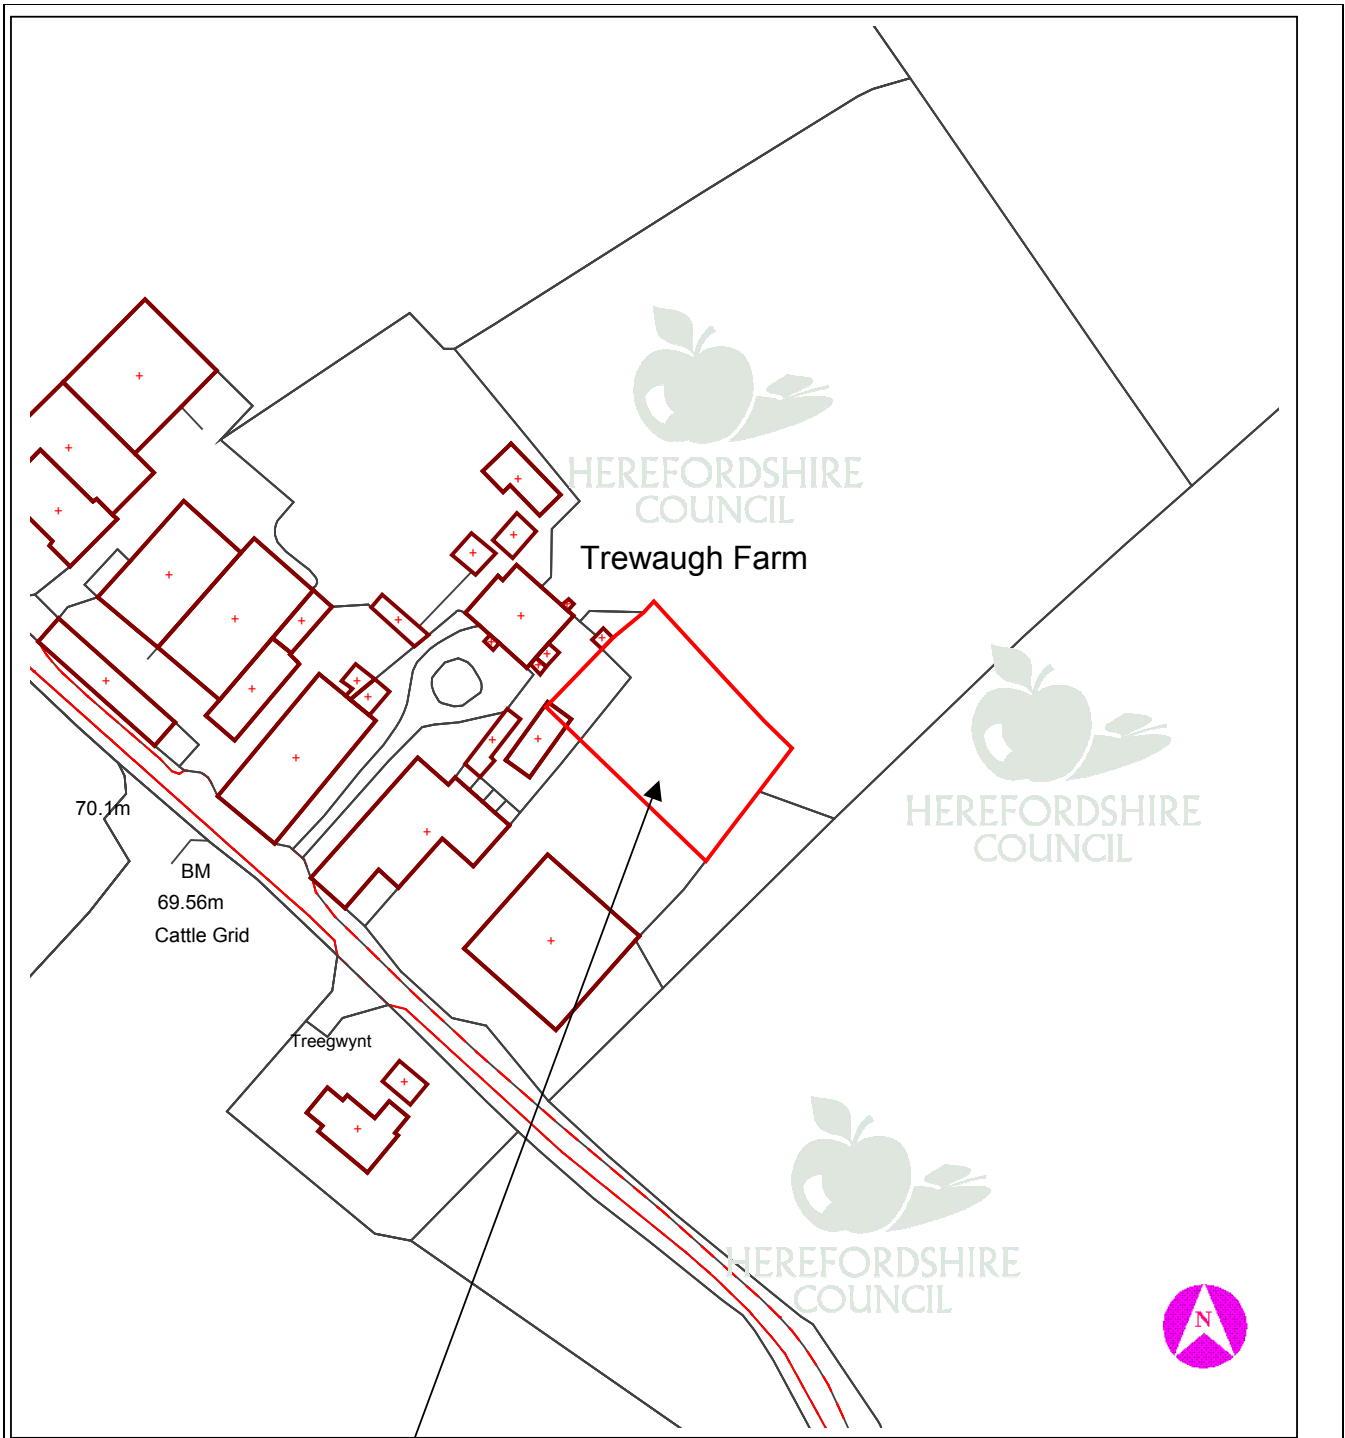 HEREFORDSHIRE
COUNCIL
Trewaugh Farm
HEREFORDSHIRE
COUNCIL
70.1m
BM
69.56m
Cattle Grid
Treegwynt
HEREFORDSHIRE
COUNCIL
N